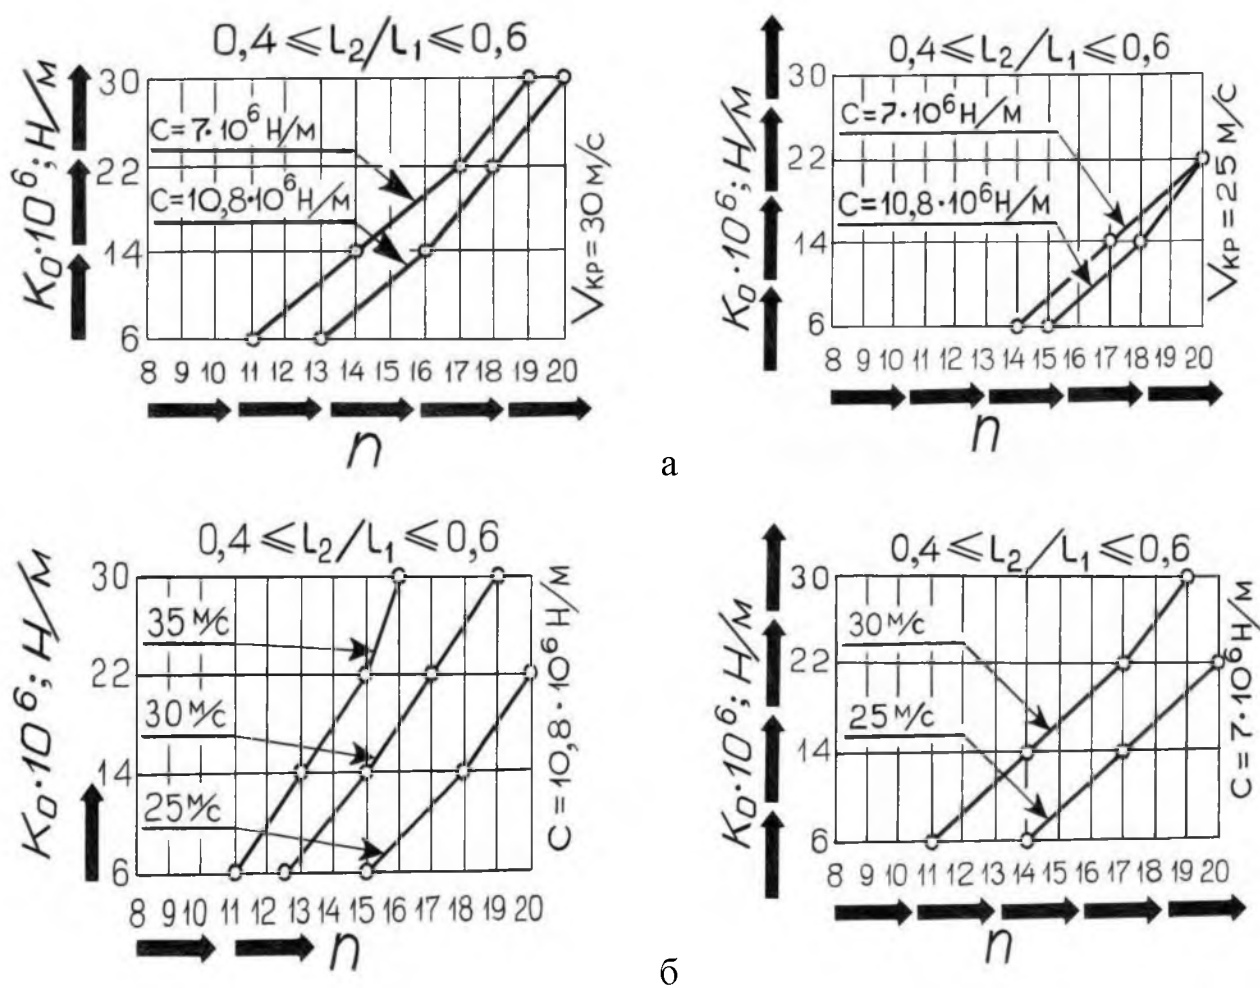 0,4 ≤ L₂/L₁ ≤ 0,6
K₀·10⁶; Н/м
30
22
14
6
C=7·10⁶ Н/м
C=10,8·10⁶ Н/м
Vкр=30 м/с
8 9 10 11 12 13 14 15 16 17 18 19 20
n
0,4 ≤ L₂/L₁ ≤ 0,6
K₀·10⁶; Н/м
30
22
14
6
C=7·10⁶ Н/м
C=10,8·10⁶ Н/м
Vкр=25 м/с
8 9 10 11 12 13 14 15 16 17 18 19 20
n
а
0,4 ≤ L₂/L₁ ≤ 0,6
K₀·10⁶; Н/м
30
22
14
6
35 м/с
30 м/с
25 м/с
C=10,8·10⁶ Н/м
8 9 10 11 12 13 14 15 16 17 18 19 20
n
0,4 ≤ L₂/L₁ ≤ 0,6
K₀·10⁶; Н/м
30
22
14
6
30 м/с
25 м/с
C=7·10⁶ Н/м
8 9 10 11 12 13 14 15 16 17 18 19 20
n
б